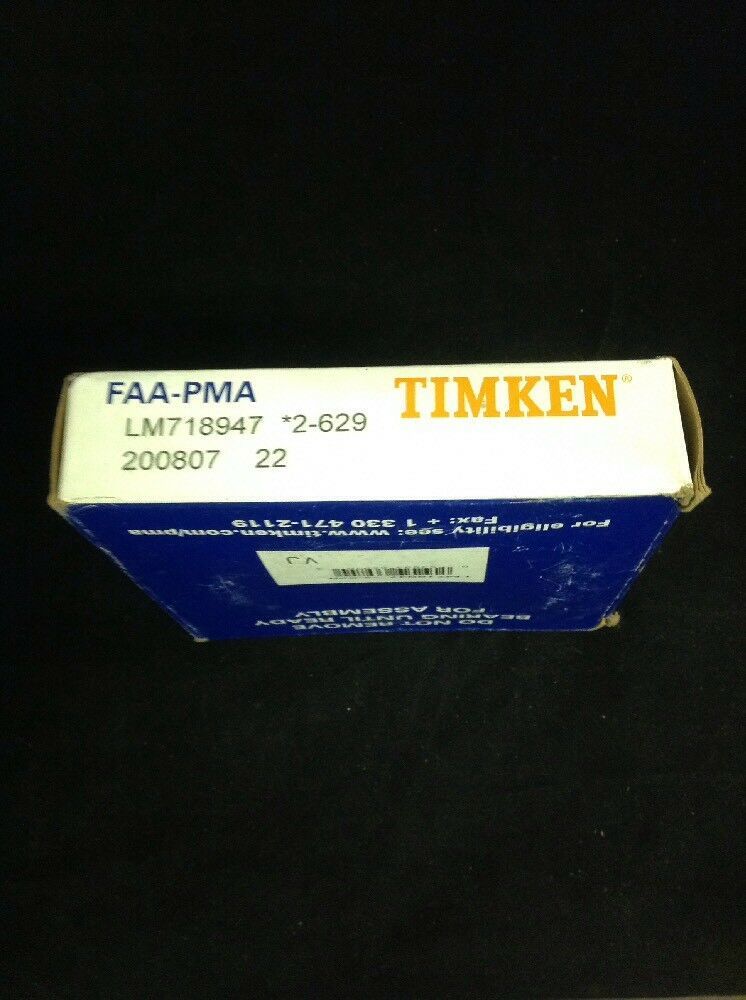 FAA-PMA
TIMKEN®
LM718947 *2-629
200807 22
For eligibility see: www.timken.com/pma
Fax: + 1 330 471-2119
DO NOT REMOVE
BEARING UNTIL READY
FOR ASSEMBLY